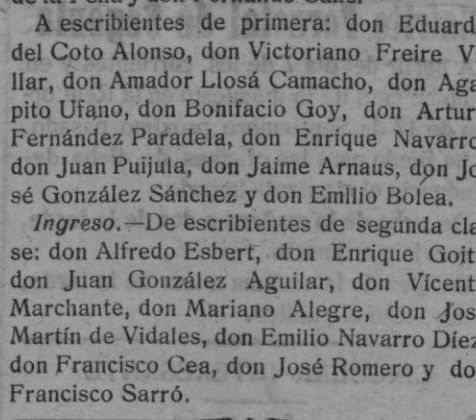 A escribientes de primera: don Eduard
del Coto Alonso, don Victoriano Freire V
llar, don Amador Llosá Camacho, don Aga
pito Ufano, don Bonifacio Goy, don Artur
Fernández Paradela, don Enrique Navarro
don Juan Puijula, don Jaime Arnaus, don Jo
sé González Sánchez y don Emilio Bolea.
Ingreso.—De escribientes de segunda cla
se: don Alfredo Esbert, don Enrique Goit
don Juan González Aguilar, don Vícent
Marchante, don Mariano Alegre, don Jos
Martín de Vidales, don Emilio Navarro Díez
don Francisco Cea, don José Romero y do
Francisco Sarró.